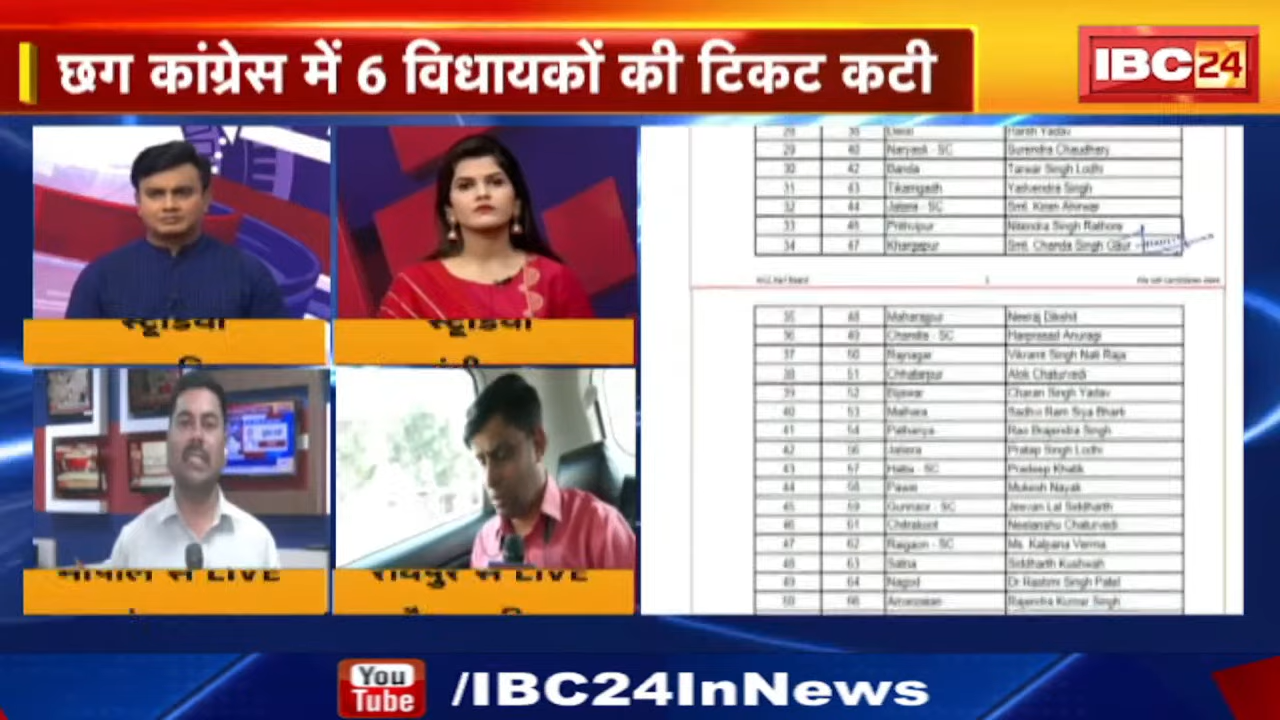 छग कांग्रेस में 6 विधायकों की टिकट कटी
IBC24
29 40 Naryaoli - SC Surendra Chaudhary
30 42 Banda Tarwar Singh Lodhi
31 43 Tikamgadh Yadvendra Singh
32 44 Jatara - SC Smt. Kiran Ahirwar
33 45 Prithvipur Nitendra Singh Rathore
34 47 Khargapur Smt. Chanda Singh Gaur
35 48 Maharajpur Neeraj Dikshit
36 49 Chandla - SC Harprasad Anuragi
37 50 Rajnagar Vikram Singh Nati Raja
38 51 Chhatarpur Alok Chaturvedi
39 52 Bijawar Charan Singh Yadav
40 53 Malhara Sadhvi Ram Siya Bharti
41 54 Pathariya Rao Brajendra Singh
42 56 Jabera Pratap Singh Lodhi
43 57 Hatta - SC Pradeep Khatik
44 58 Pawai Mukesh Nayak
45 59 Gunnaor - SC Jeevan Lal Siddharth
46 61 Chitrakoot Neelanshu Chaturvedi
47 62 Raigaon - SC Ms. Kalpana Verma
48 63 Satna Siddharth Kushwah
49 64 Nagod Dr Rashmi Singh Patel
50 66 Amarpatan Rajendra Kumar Singh
स्टूडियो
स्टूडियो
भोपाल से LIVE
रायपुर से LIVE
You Tube /IBC24InNews